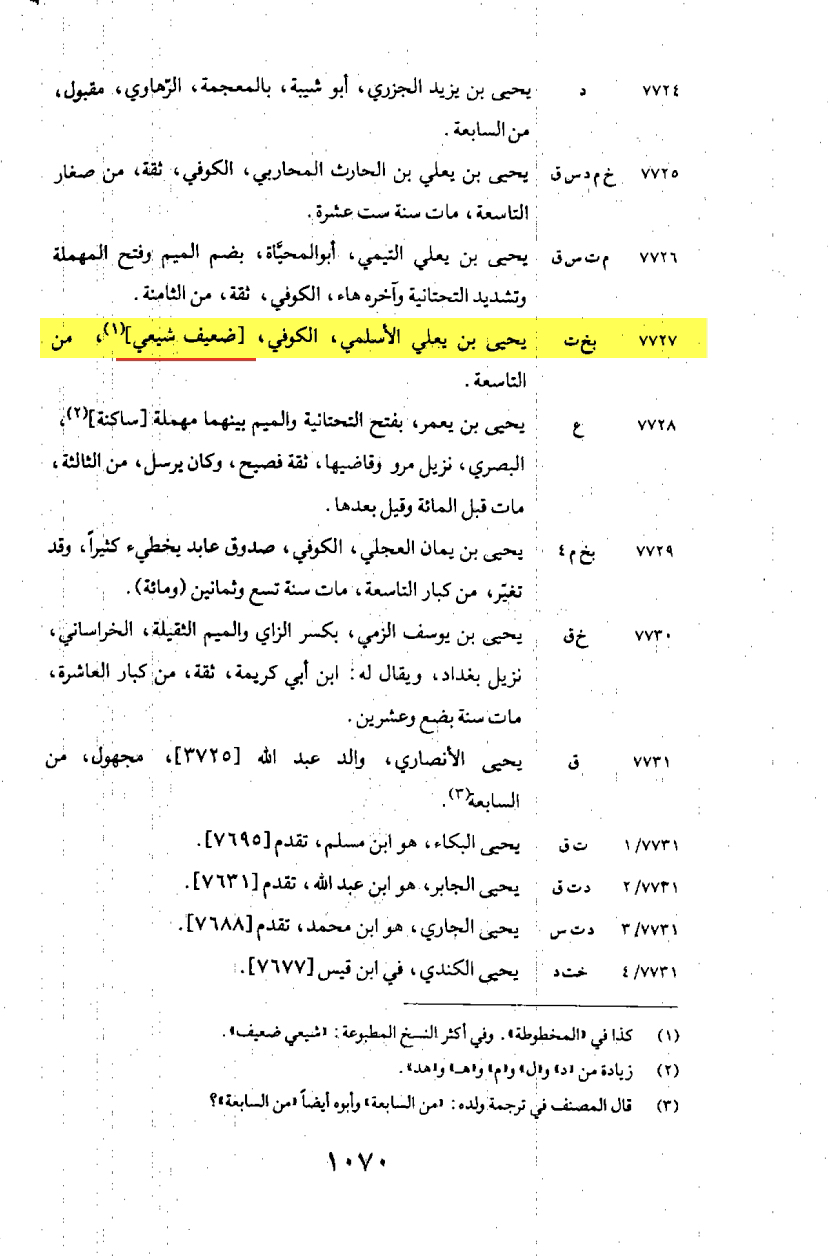 ٧٧٢٤ د يحيى بن يزيد الجزري، أبو شيبة، بالمعجمة، الرّهاوي، مقبول،
من السابعة.
٧٧٢٥ خ م د س ق يحيى بن يعلي بن الحارث المحاربي، الكوفي، ثقة، من صغار
التاسعة، مات سنة ست عشرة.
٧٧٢٦ م ت س ق يحيى بن يعلي التيمي، أبوالمحيَّاة، بضم الميم وفتح المهملة
وتشديد التحتانية وآخره هاء، الكوفي، ثقة، من الثامنة.
٧٧٢٧ بخ ت يحيى بن يعلي الأسلمي، الكوفي، [ضعيف شيعي](١)، من
التاسعة.
٧٧٢٨ ع يحيى بن يعمر، بفتح التحتانية والميم بينهما مهملة [ساكنة](٢)،
البصري، نزيل مرو وقاضيها، ثقة فصيح، وكان يرسل، من الثالثة،
مات قبل المائة وقيل بعدها.
٧٧٢٩ بخ م ٤ يحيى بن يمان العجلي، الكوفي، صدوق عابد يخطيء كثيراً، وقد
تغيّر، من كبار التاسعة، مات سنة تسع وثمانين (ومائة).
٧٧٣٠ خ ق يحيى بن يوسف الزمي، بكسر الزاي والميم الثقيلة، الخراساني،
نزيل بغداد، ويقال له: ابن أبي كريمة، ثقة، من كبار العاشرة،
مات سنة بضع وعشرين.
٧٧٣١ ق يحيى الأنصاري، والد عبد الله [٣٧٢٥]، مجهول، من
السابعة(٣).
١/٧٧٣١ ت ق يحيى البكاء، هو ابن مسلم، تقدم [٧٦٩٥].
٢/٧٧٣١ د ت ق يحيى الجابر، هو ابن عبد الله، تقدم [٧٦٣١].
٣/٧٧٣١ د ت س يحيى الجاري، هو ابن محمد، تقدم [٧٦٨٨].
٤/٧٧٣١ خت د يحيى الكندي، في ابن قيس [٧٦٧٧].
(١) كذا في «المخطوطة». وفي أكثر النسخ المطبوعة: «شيعي ضعيف».
(٢) زيادة من «د» و«ل» و«م» و«هـ» و«هد».
(٣) قال المصنف في ترجمة ولده: «من السابعة» وأبوه أيضاً «من السابعة»؟
١٠٧٠